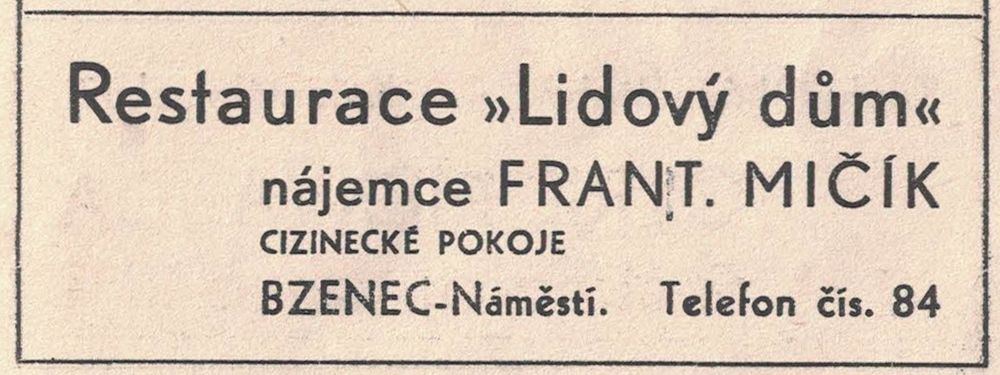 Restaurace »Lidový dům«
nájemce FRANT. MIČÍK
CIZINECKÉ POKOJE
BZENEC-Náměstí. Telefon čís. 84